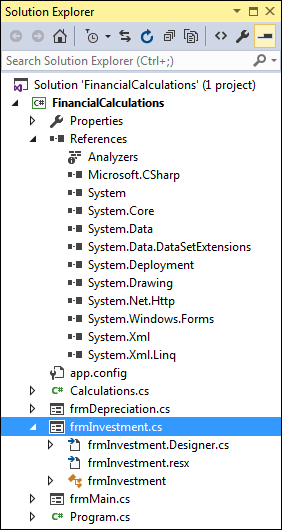 Solution Explorer
Search Solution Explorer (Ctrl+;)
Solution 'FinancialCalculations' (1 project)
C# FinancialCalculations
Properties
References
Analyzers
Microsoft.CSharp
System
System.Core
System.Data
System.Data.DataSetExtensions
System.Deployment
System.Drawing
System.Net.Http
System.Windows.Forms
System.Xml
System.Xml.Linq
app.config
C# Calculations.cs
frmDepreciation.cs
frmInvestment.cs
frmInvestment.Designer.cs
frmInvestment.resx
frmInvestment
frmMain.cs
C# Program.cs